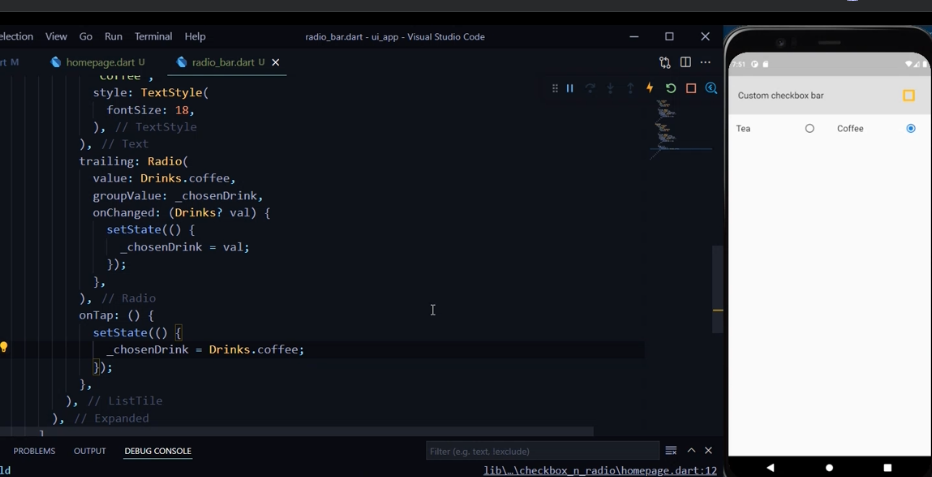 election View Go Run Terminal Help
radio_bar.dart - ui_app - Visual Studio Code
rt M
homepage.dart U
radio_bar.dart U
"Coffee",
style: TextStyle(
fontSize: 18,
), // TextStyle
), // Text
trailing: Radio(
value: Drinks.coffee,
groupValue: _chosenDrink,
onChanged: (Drinks? val) {
setState(() {
_chosenDrink = val;
});
},
), // Radio
onTap: () {
setState(() {
_chosenDrink = Drinks.coffee;
});
},
), // ListTile
), // Expanded
PROBLEMS OUTPUT DEBUG CONSOLE
Filter (e.g. text, !exclude)
ld
lib\…\checkbox_n_radio\homepage.dart:12
7:51
Custom checkbox bar
Tea
Coffee